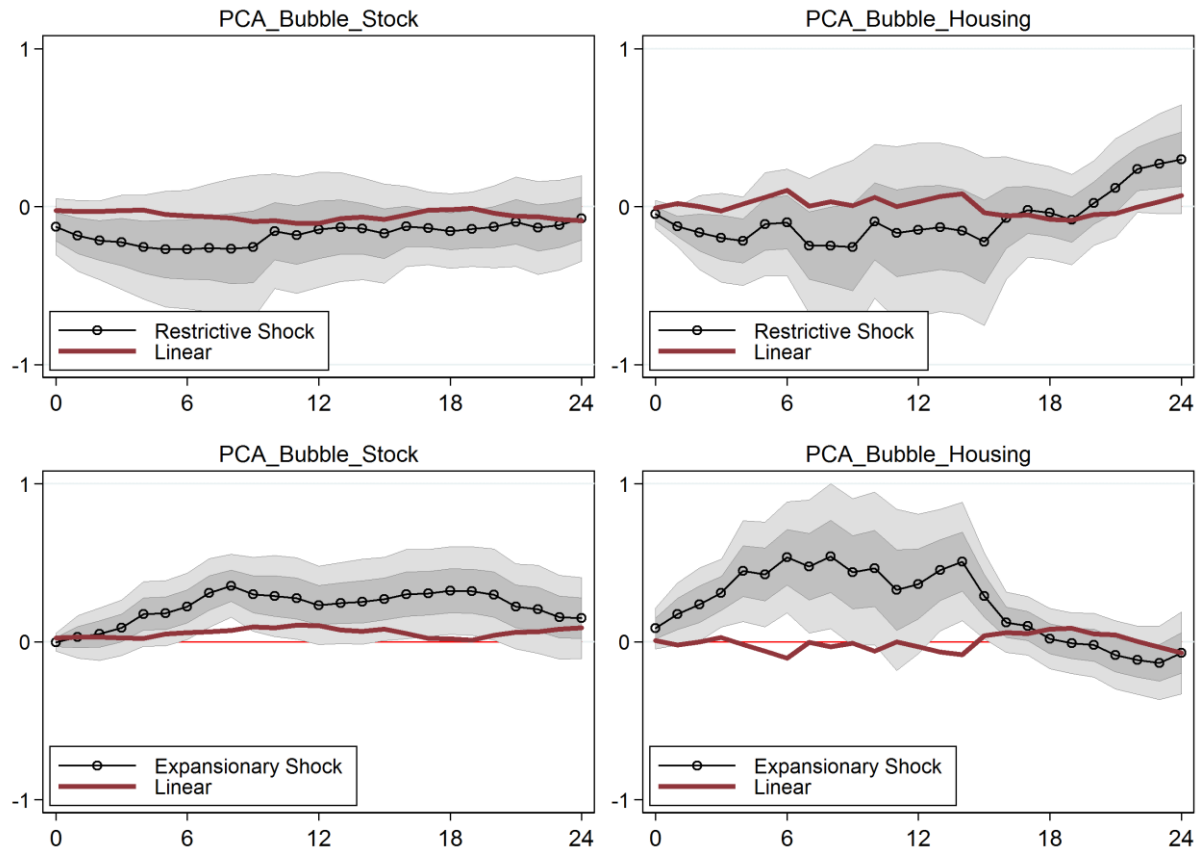 PCA_Bubble_Stock
1
0
-1
Restrictive Shock
Linear
0 6 12 18 24
PCA_Bubble_Housing
1
0
-1
Restrictive Shock
Linear
0 6 12 18 24
PCA_Bubble_Stock
1
0
-1
Expansionary Shock
Linear
0 6 12 18 24
PCA_Bubble_Housing
1
0
-1
Expansionary Shock
Linear
0 6 12 18 24